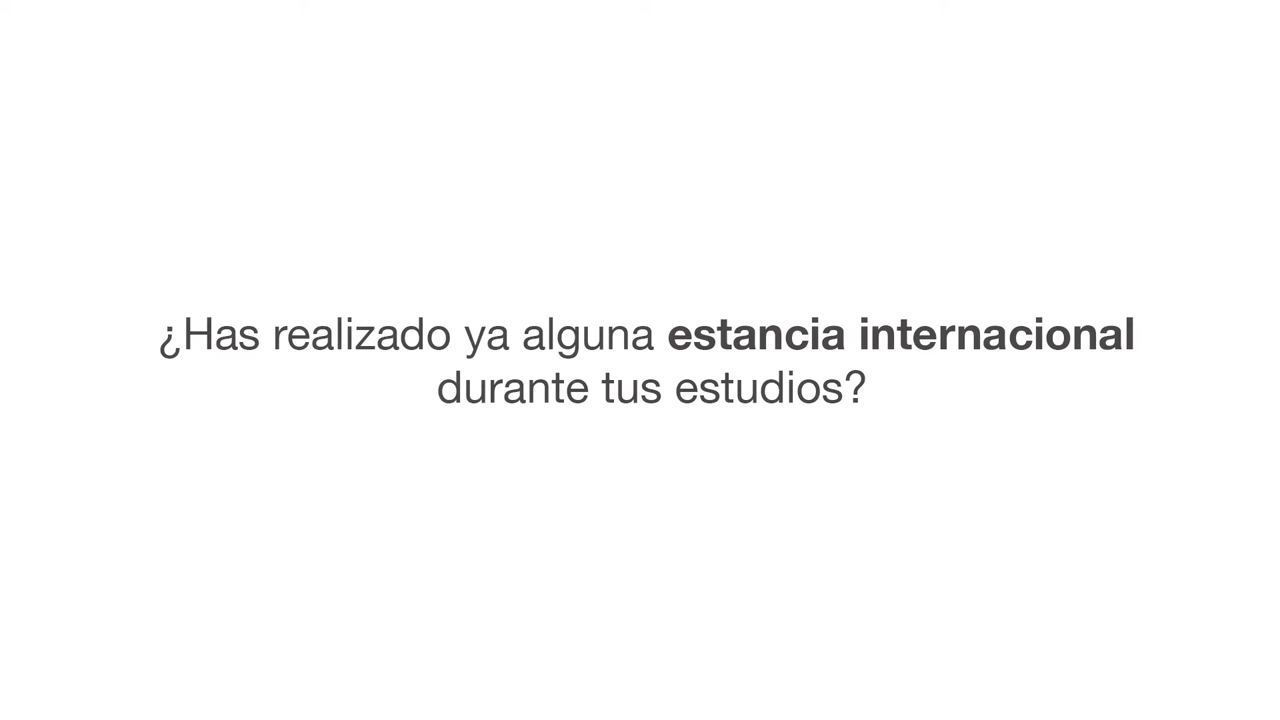 ¿Has realizado ya alguna estancia internacional
durante tus estudios?